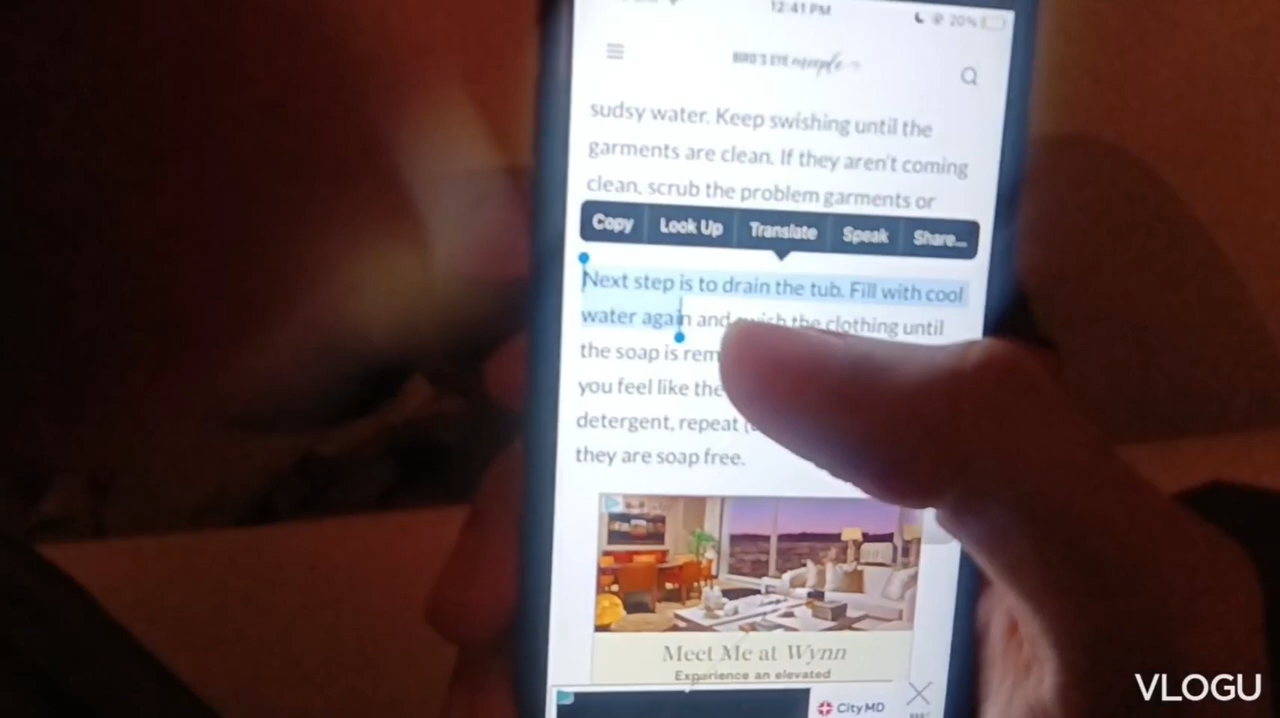 12:41 PM
20%
BIRD'S EYE meeple
sudsy water. Keep swishing until the
garments are clean. If they aren't coming
clean, scrub the problem garments or
Copy
Look Up
Translate
Speak
Share...
Next step is to drain the tub. Fill with cool
water again and swish the clothing until
the soap is rem
you feel like the
detergent, repeat (
they are soap free.
Meet Me at Wynn
Experience an elevated
CityMD
VLOGU